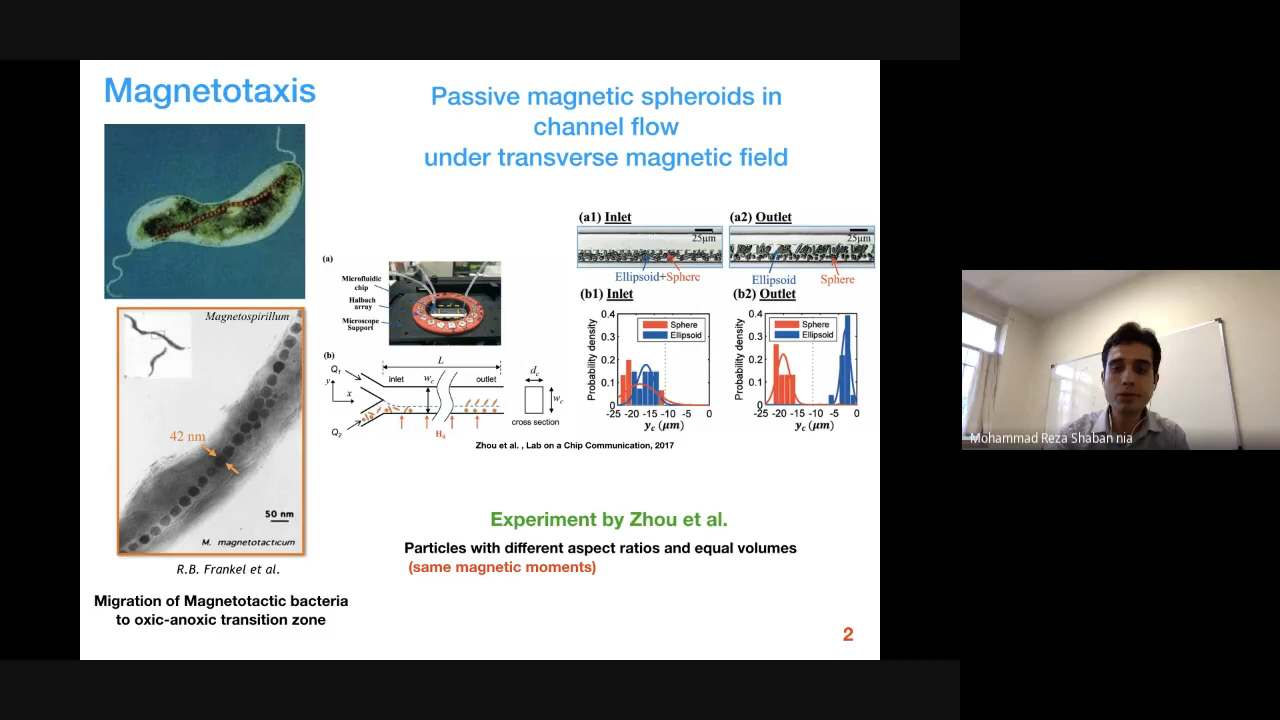 Magnetotaxis
Passive magnetic spheroids in
channel flow
under transverse magnetic field
Magnetospirillum
42 nm
50 nm
M. magnetotacticum
R.B. Frankel et al.
Migration of Magnetotactic bacteria
to oxic-anoxic transition zone
(a)
Microfluidic
chip
Halbach
array
Microscope
Support
(b)
Q₁
y
x
Q₂
L
inlet
w꜀
outlet
H₀
d꜀
w꜀
cross section
(a1) Inlet
25μm
Ellipsoid+Sphere
(a2) Outlet
25μm
Ellipsoid
Sphere
(b1) Inlet
Probability density
0.4
0.3
0.2
0.1
0
Sphere
Ellipsoid
-25 -20 -15 -10 -5 0
y꜀ (μm)
(b2) Outlet
Probability density
0.4
0.3
0.2
0.1
0
Sphere
Ellipsoid
-25 -20 -15 -10 -5 0
y꜀ (μm)
Zhou et al. , Lab on a Chip Communication, 2017
Experiment by Zhou et al.
Particles with different aspect ratios and equal volumes
(same magnetic moments)
2
Mohammad Reza Shaban nia